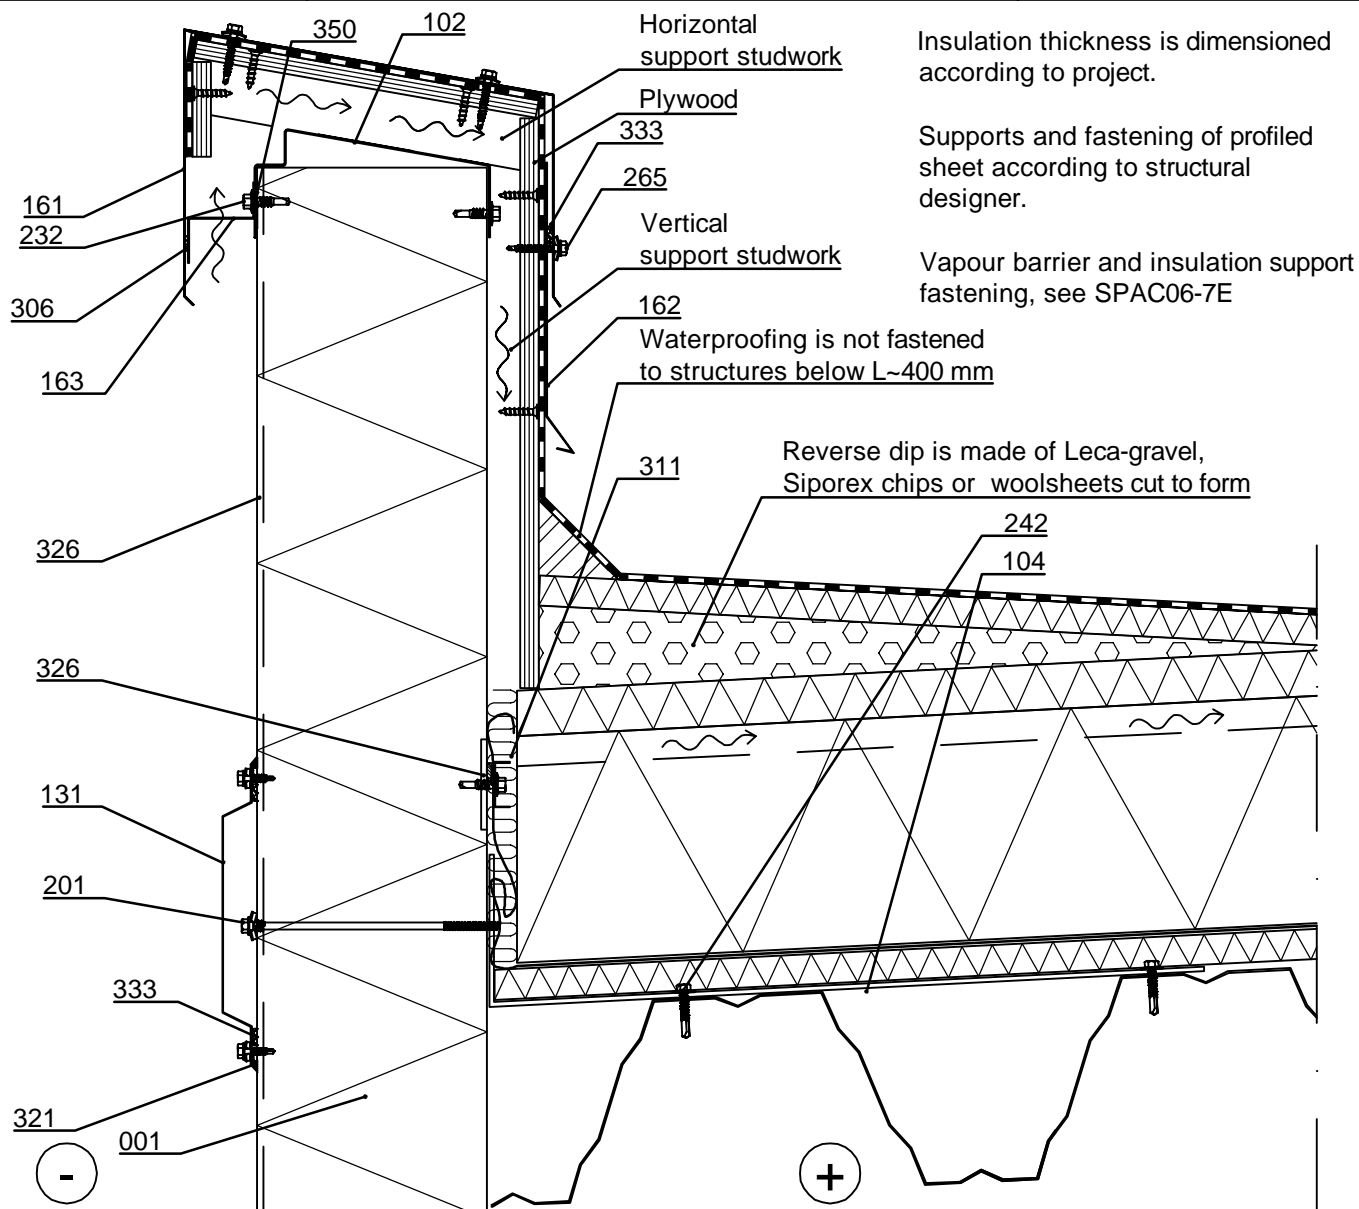 350
102
Horizontal
support studwork
Insulation thickness is dimensioned
according to project.
Plywood
333
Supports and fastening of profiled
sheet according to structural
designer.
265
161
232
Vertical
support studwork
Vapour barrier and insulation support
fastening, see SPAC06-7E
306
162
163
Waterproofing is not fastened
to structures below L~400 mm
311
Reverse dip is made of Leca-gravel,
Siporex chips or woolsheets cut to form
242
326
104
326
131
201
333
321
001
-
+